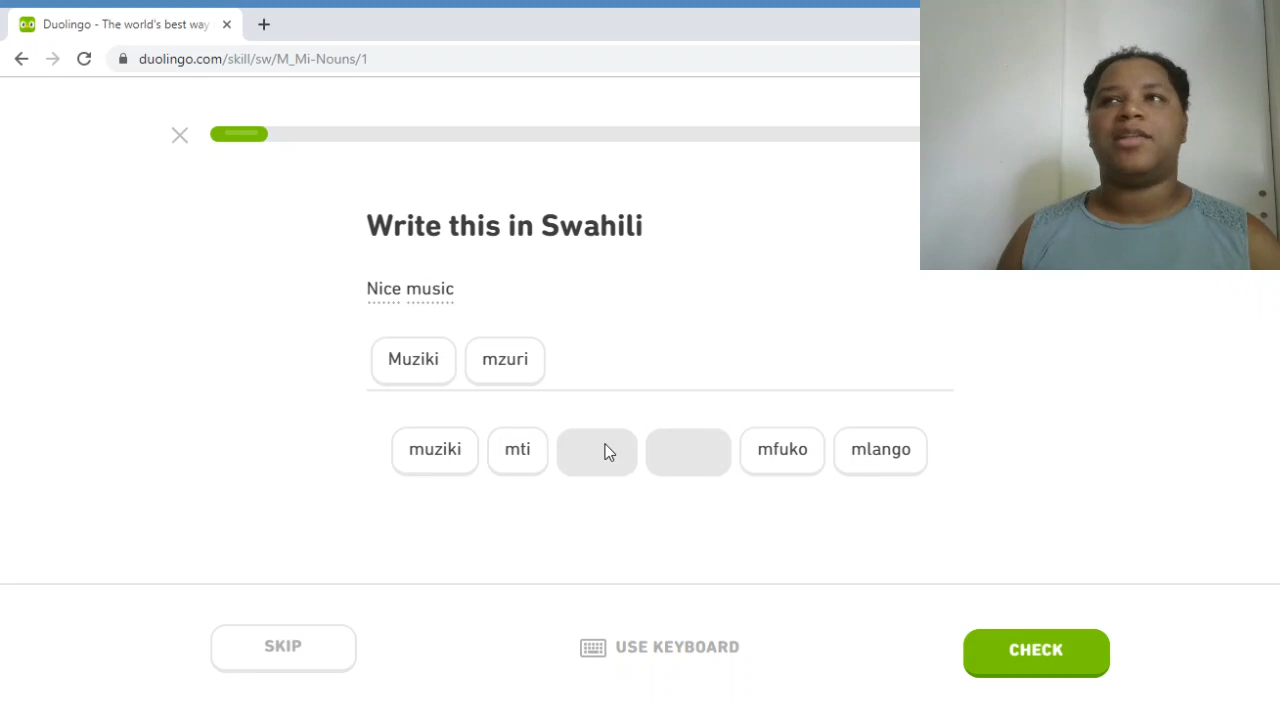 Duolingo - The world's best way
duolingo.com/skill/sw/M_Mi-Nouns/1
Write this in Swahili
Nice music
Muziki mzuri
muziki mti mfuko mlango
SKIP USE KEYBOARD CHECK